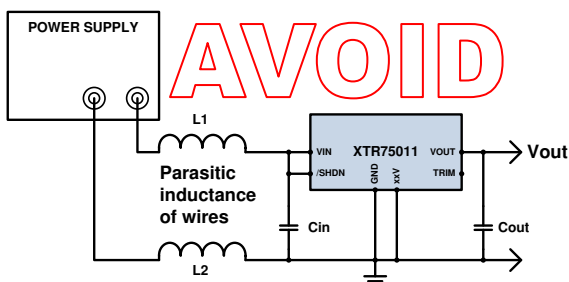 POWER SUPPLY
AVOID
L1
Parasitic
inductance
of wires
L2
XTR75011
VIN
/SHDN
GND
xxV
VOUT
TRIM
Vout
Cin
Cout